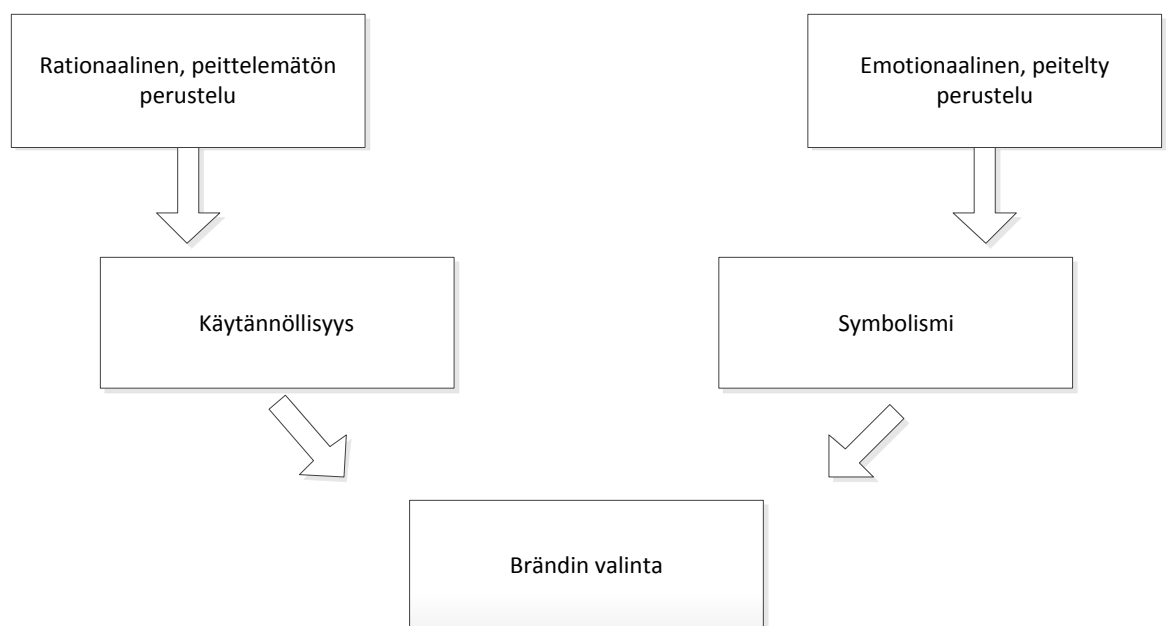 Rationaalinen, peittelemätön
perustelu
Emotionaalinen, peitelty
perustelu
Käytännöllisyys
Symbolismi
Brändin valinta